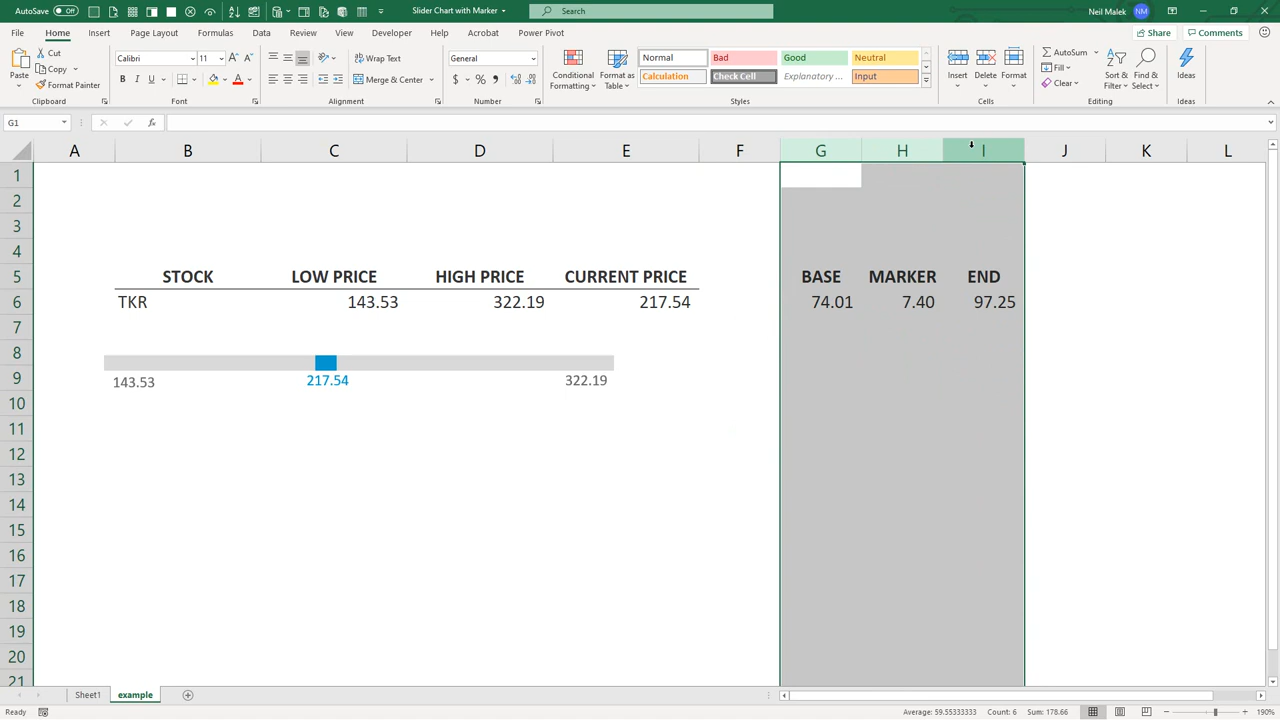 AutoSave Off Slider Chart with Marker Search Neil Malek NM
File Home Insert Page Layout Formulas Data Review View Developer Help Acrobat Power Pivot Share Comments
Paste Cut Copy Format Painter Clipboard
Calibri 11 B I U A Font
Wrap Text Merge & Center Alignment
General $ % Number
Conditional Formatting Format as Table
Normal Bad Good Neutral
Calculation Check Cell Explanatory ... Input
Styles
Insert Delete Format Cells
AutoSum Fill Clear Sort & Filter Find & Select Editing
Ideas Ideas
G1 fx
A B C D E F G H I J K L
1
2
3
4
5 STOCK LOW PRICE HIGH PRICE CURRENT PRICE BASE MARKER END
6 TKR 143.53 322.19 217.54 74.01 7.40 97.25
7
8
9 143.53 217.54 322.19
10
11
12
13
14
15
16
17
18
19
20
21
Sheet1 example
Ready Average: 59.55333333 Count: 6 Sum: 178.66 190%